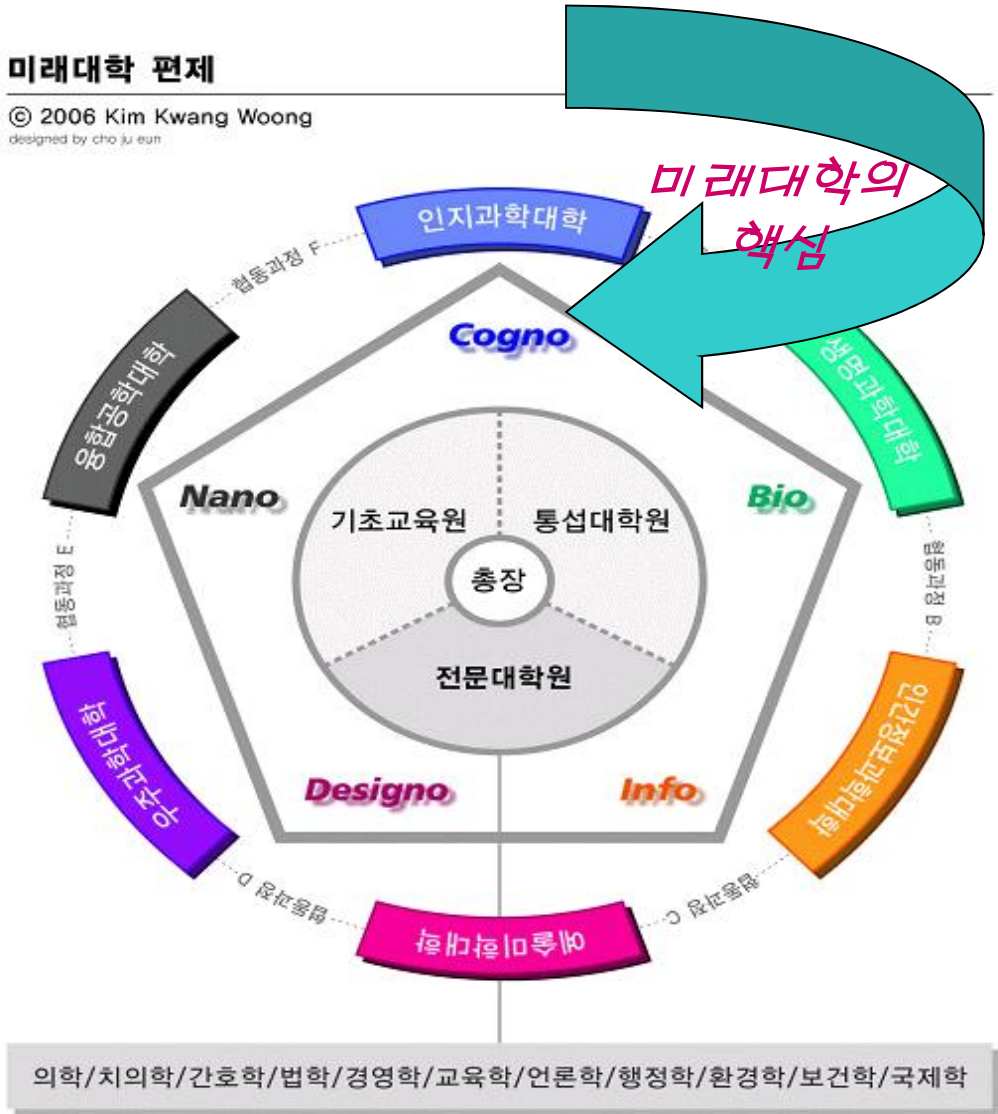 미래대학 편제
ⓒ 2006 Kim Kwang Woong
designed by cho ju eun
미래대학의
핵심
인지과학대학
협동과정 F
융합공학대학
생명과학대학
Cogno
Nano
Bio
기초교육원
통섭대학원
총장
전문대학원
협동과정 E
협동과정 B
우주과학대학
인간정보과학대학
Designo
Info
협동과정 D
협동과정 C
예술미학대학
의학/치의학/간호학/법학/경영학/교육학/언론학/행정학/환경학/보건학/국제학